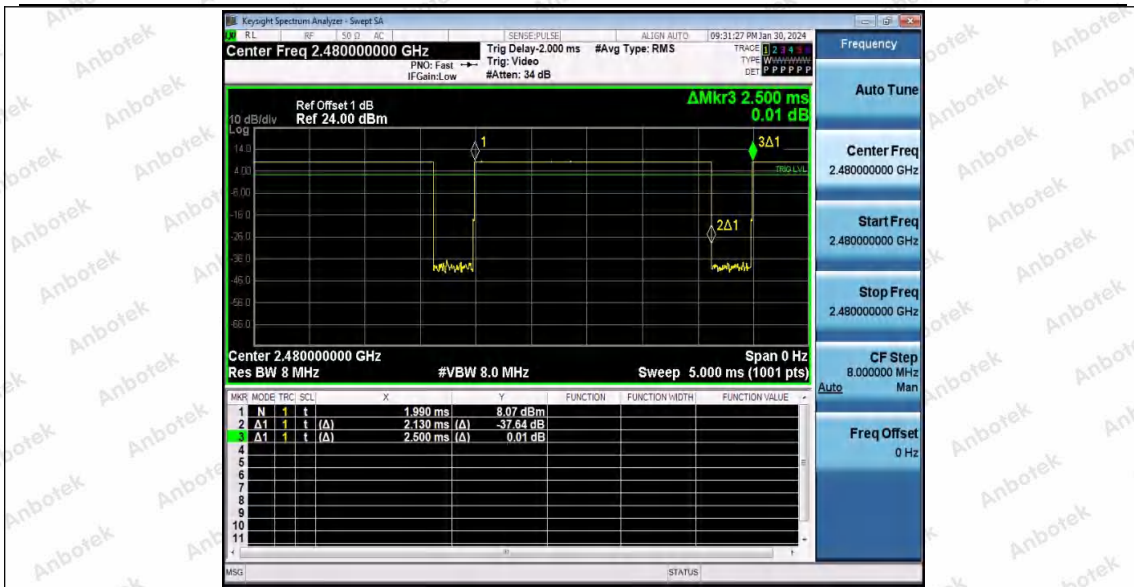 Keysight Spectrum Analyzer - Swept SA
RL RF 50 Ω AC SENSE:PULSE ALIGN AUTO 09:31:27 PM Jan 30, 2024
Center Freq 2.480000000 GHz
PNO: Fast
IFGain:Low
Trig Delay-2.000 ms
Trig: Video
#Atten: 34 dB
#Avg Type: RMS
TRACE 1 2 3 4 5 6
TYPE W
DET P P P P P P
Frequency
Auto Tune
Center Freq
2.480000000 GHz
Start Freq
2.480000000 GHz
Stop Freq
2.480000000 GHz
CF Step
8.000000 MHz
Auto Man
Freq Offset
0 Hz
ΔMkr3 2.500 ms
0.01 dB
Ref Offset 1 dB
10 dB/div Ref 24.00 dBm
Log
14.0
4.00
-6.00
-16.0
-26.0
-36.0
-46.0
-56.0
-66.0
1
3Δ1
TRIG LVL
2Δ1
Center 2.480000000 GHz Span 0 Hz
Res BW 8 MHz #VBW 8.0 MHz Sweep 5.000 ms (1001 pts)
MKR MODE TRC SCL X Y FUNCTION FUNCTION WIDTH FUNCTION VALUE
1 N 1 t 1.990 ms 8.07 dBm
2 Δ1 1 t (Δ) 2.130 ms (Δ) -37.64 dB
3 Δ1 1 t (Δ) 2.500 ms (Δ) 0.01 dB
4
5
6
7
8
9
10
11
MSG STATUS
Anbotek